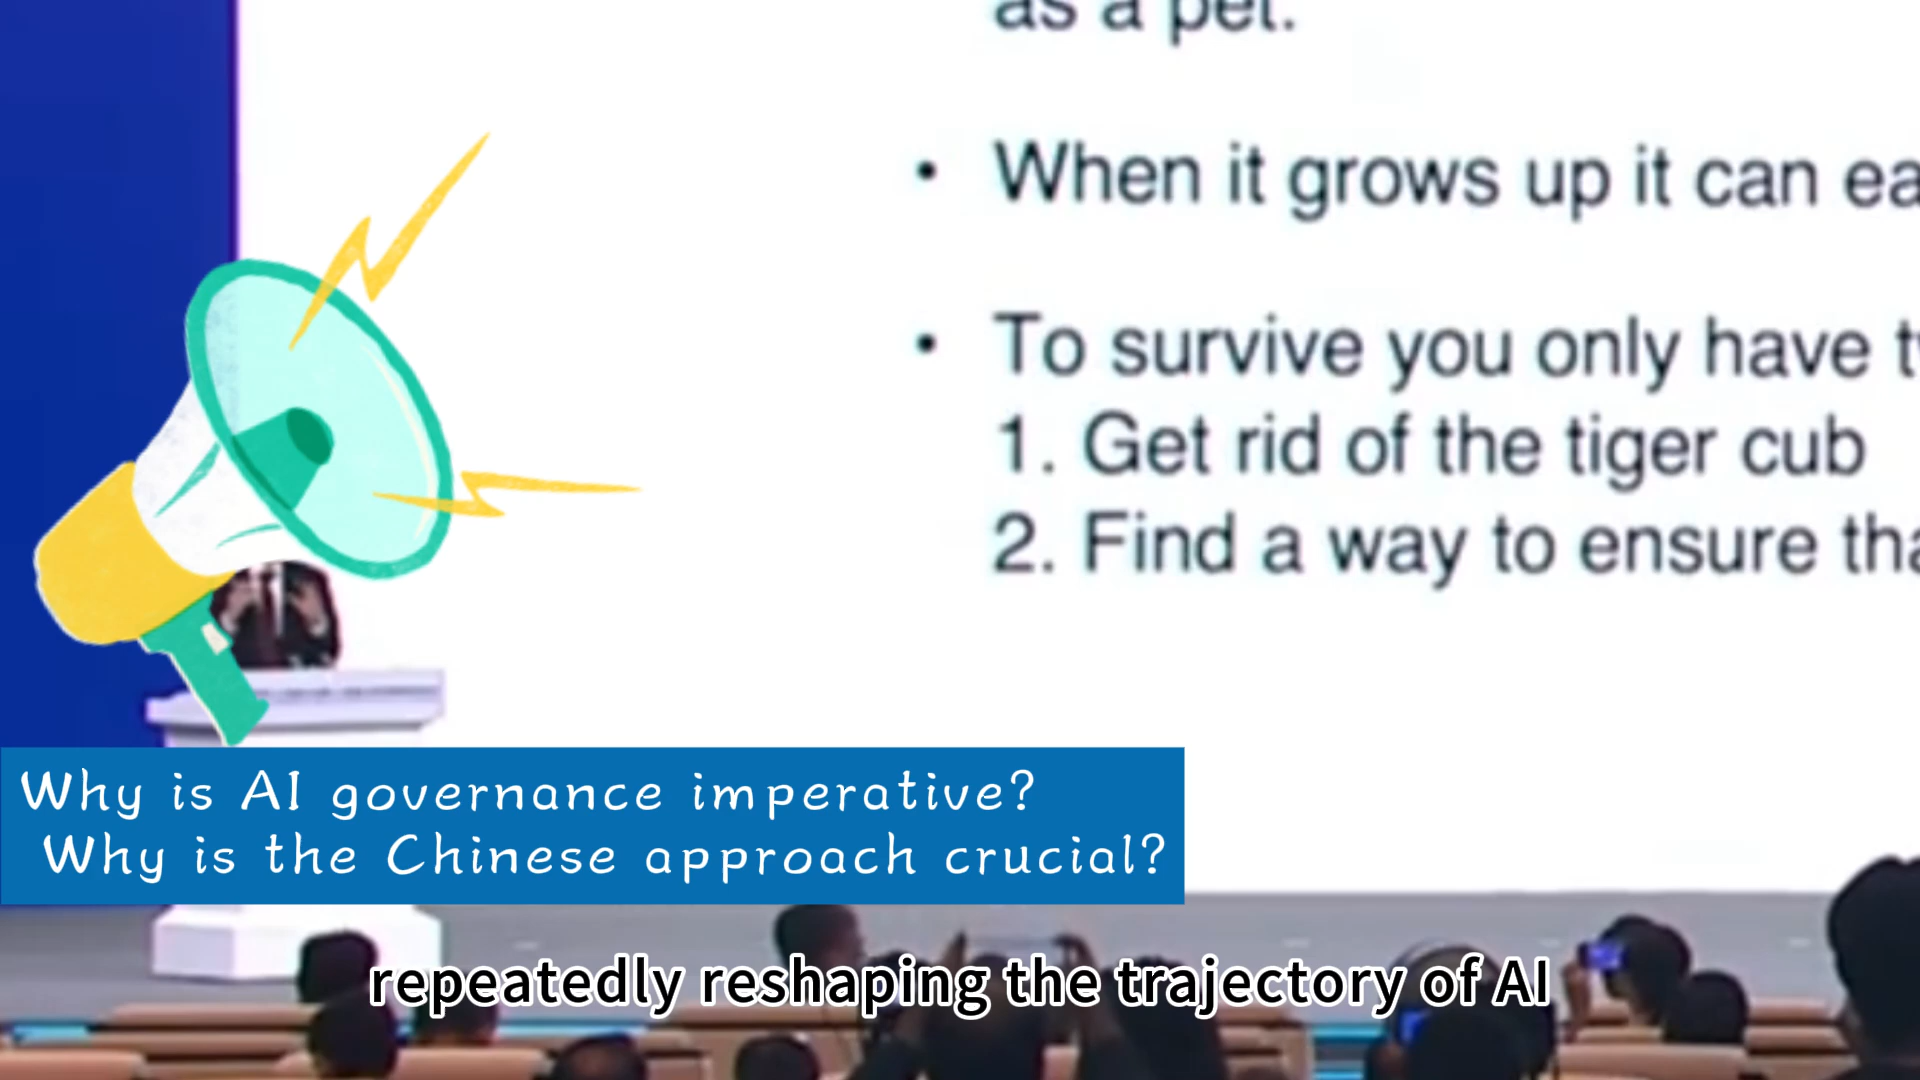 as a pet.
• When it grows up it can
• To survive you only have
1. Get rid of the tiger cub
2. Find a way to ensure
Why is AI governance imperative?
Why is the Chinese approach crucial?
repeatedly reshaping the trajectory of AI